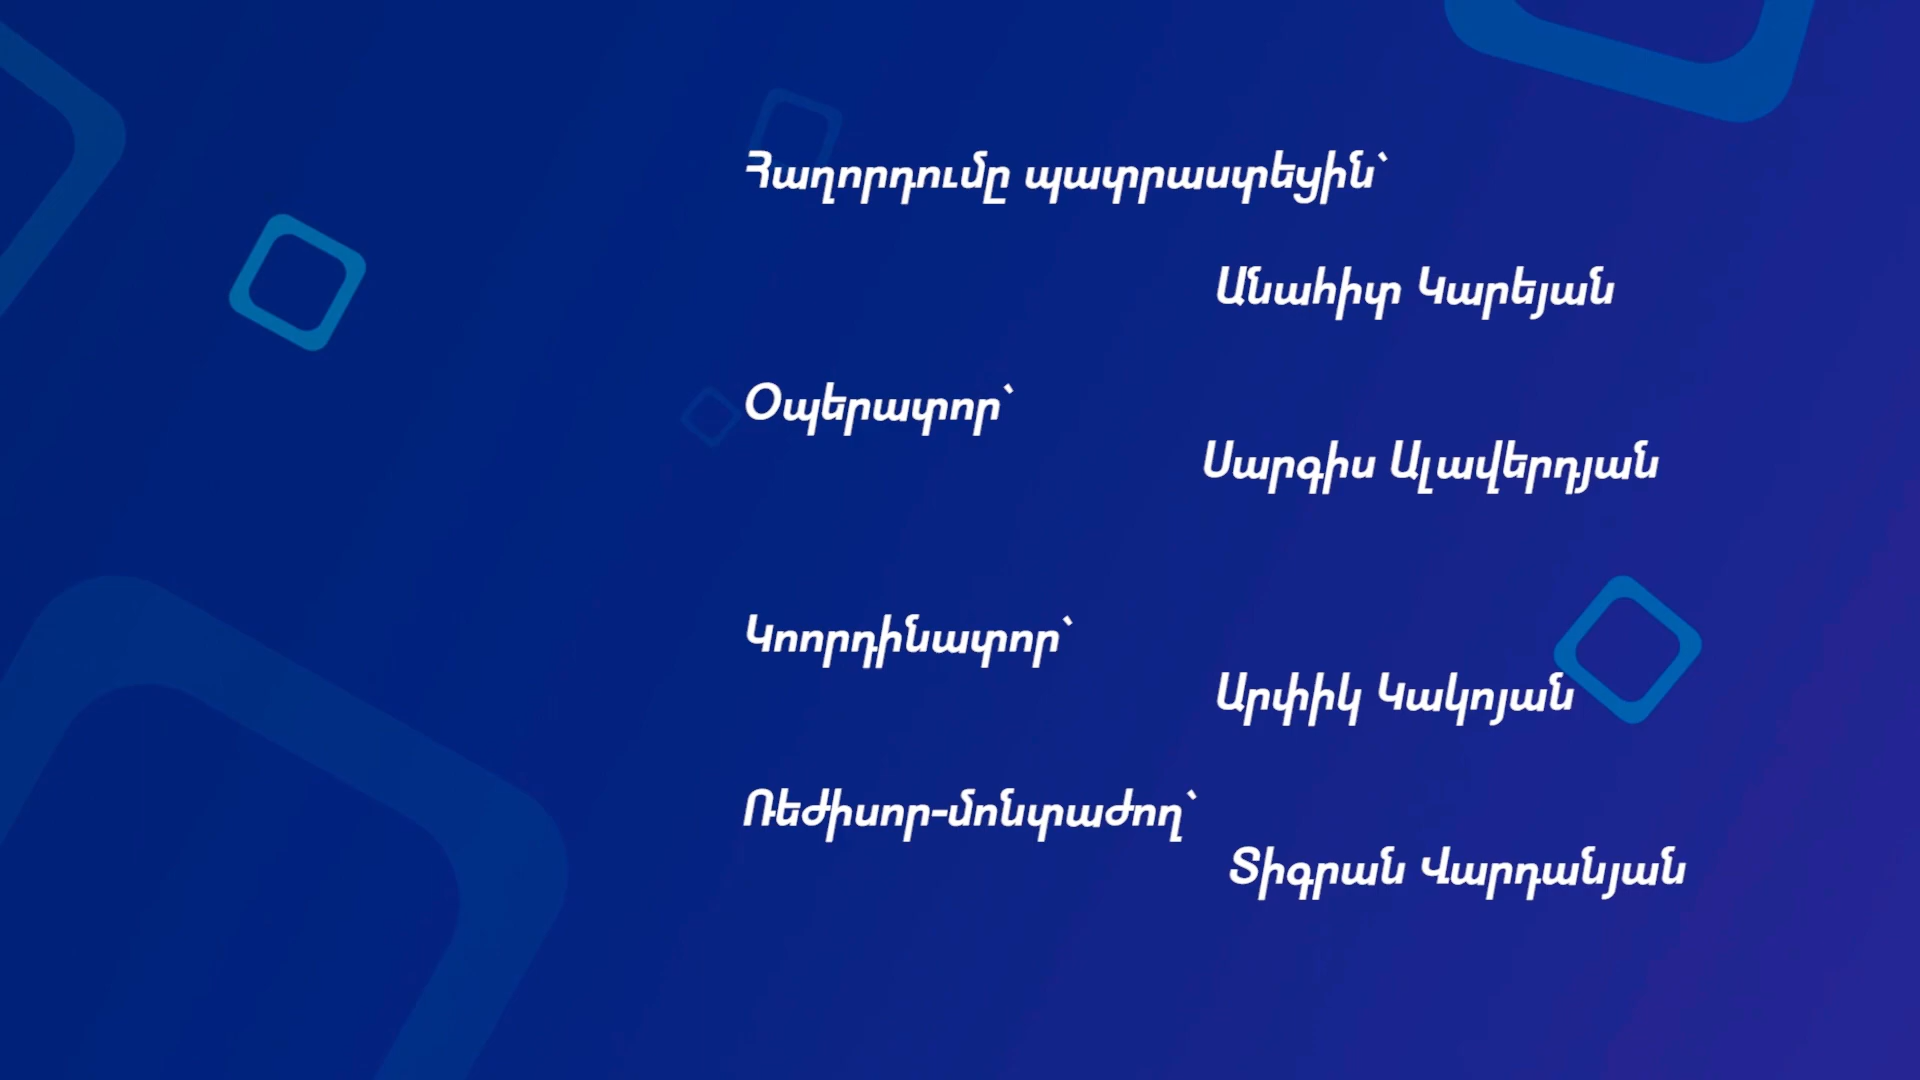 Հաղորդումը պատրաստեցին՝
Անահիտ Կարեյան
Օպերատոր՝
Սարգիս Ալավերդյան
Կոորդինատոր՝
Արփիկ Կակոյան
Ռեժիսոր-մոնտաժող՝
Տիգրան Վարդանյան